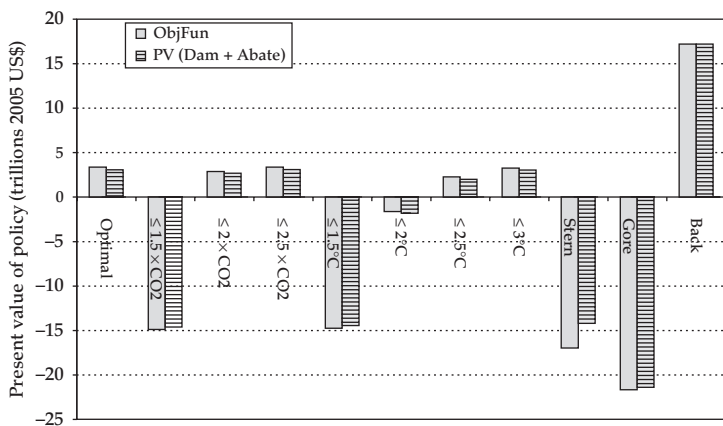 Present value of policy (trillions 2005 US$)
20
15
10
5
0
–5
–10
–15
–20
–25
ObjFun
PV (Dam + Abate)
Optimal
≤ 1.5 × CO2
≤ 2 × CO2
≤ 2.5 × CO2
≤ 1.5°C
≤ 2°C
≤ 2.5°C
≤ 3°C
Stern
Gore
Back